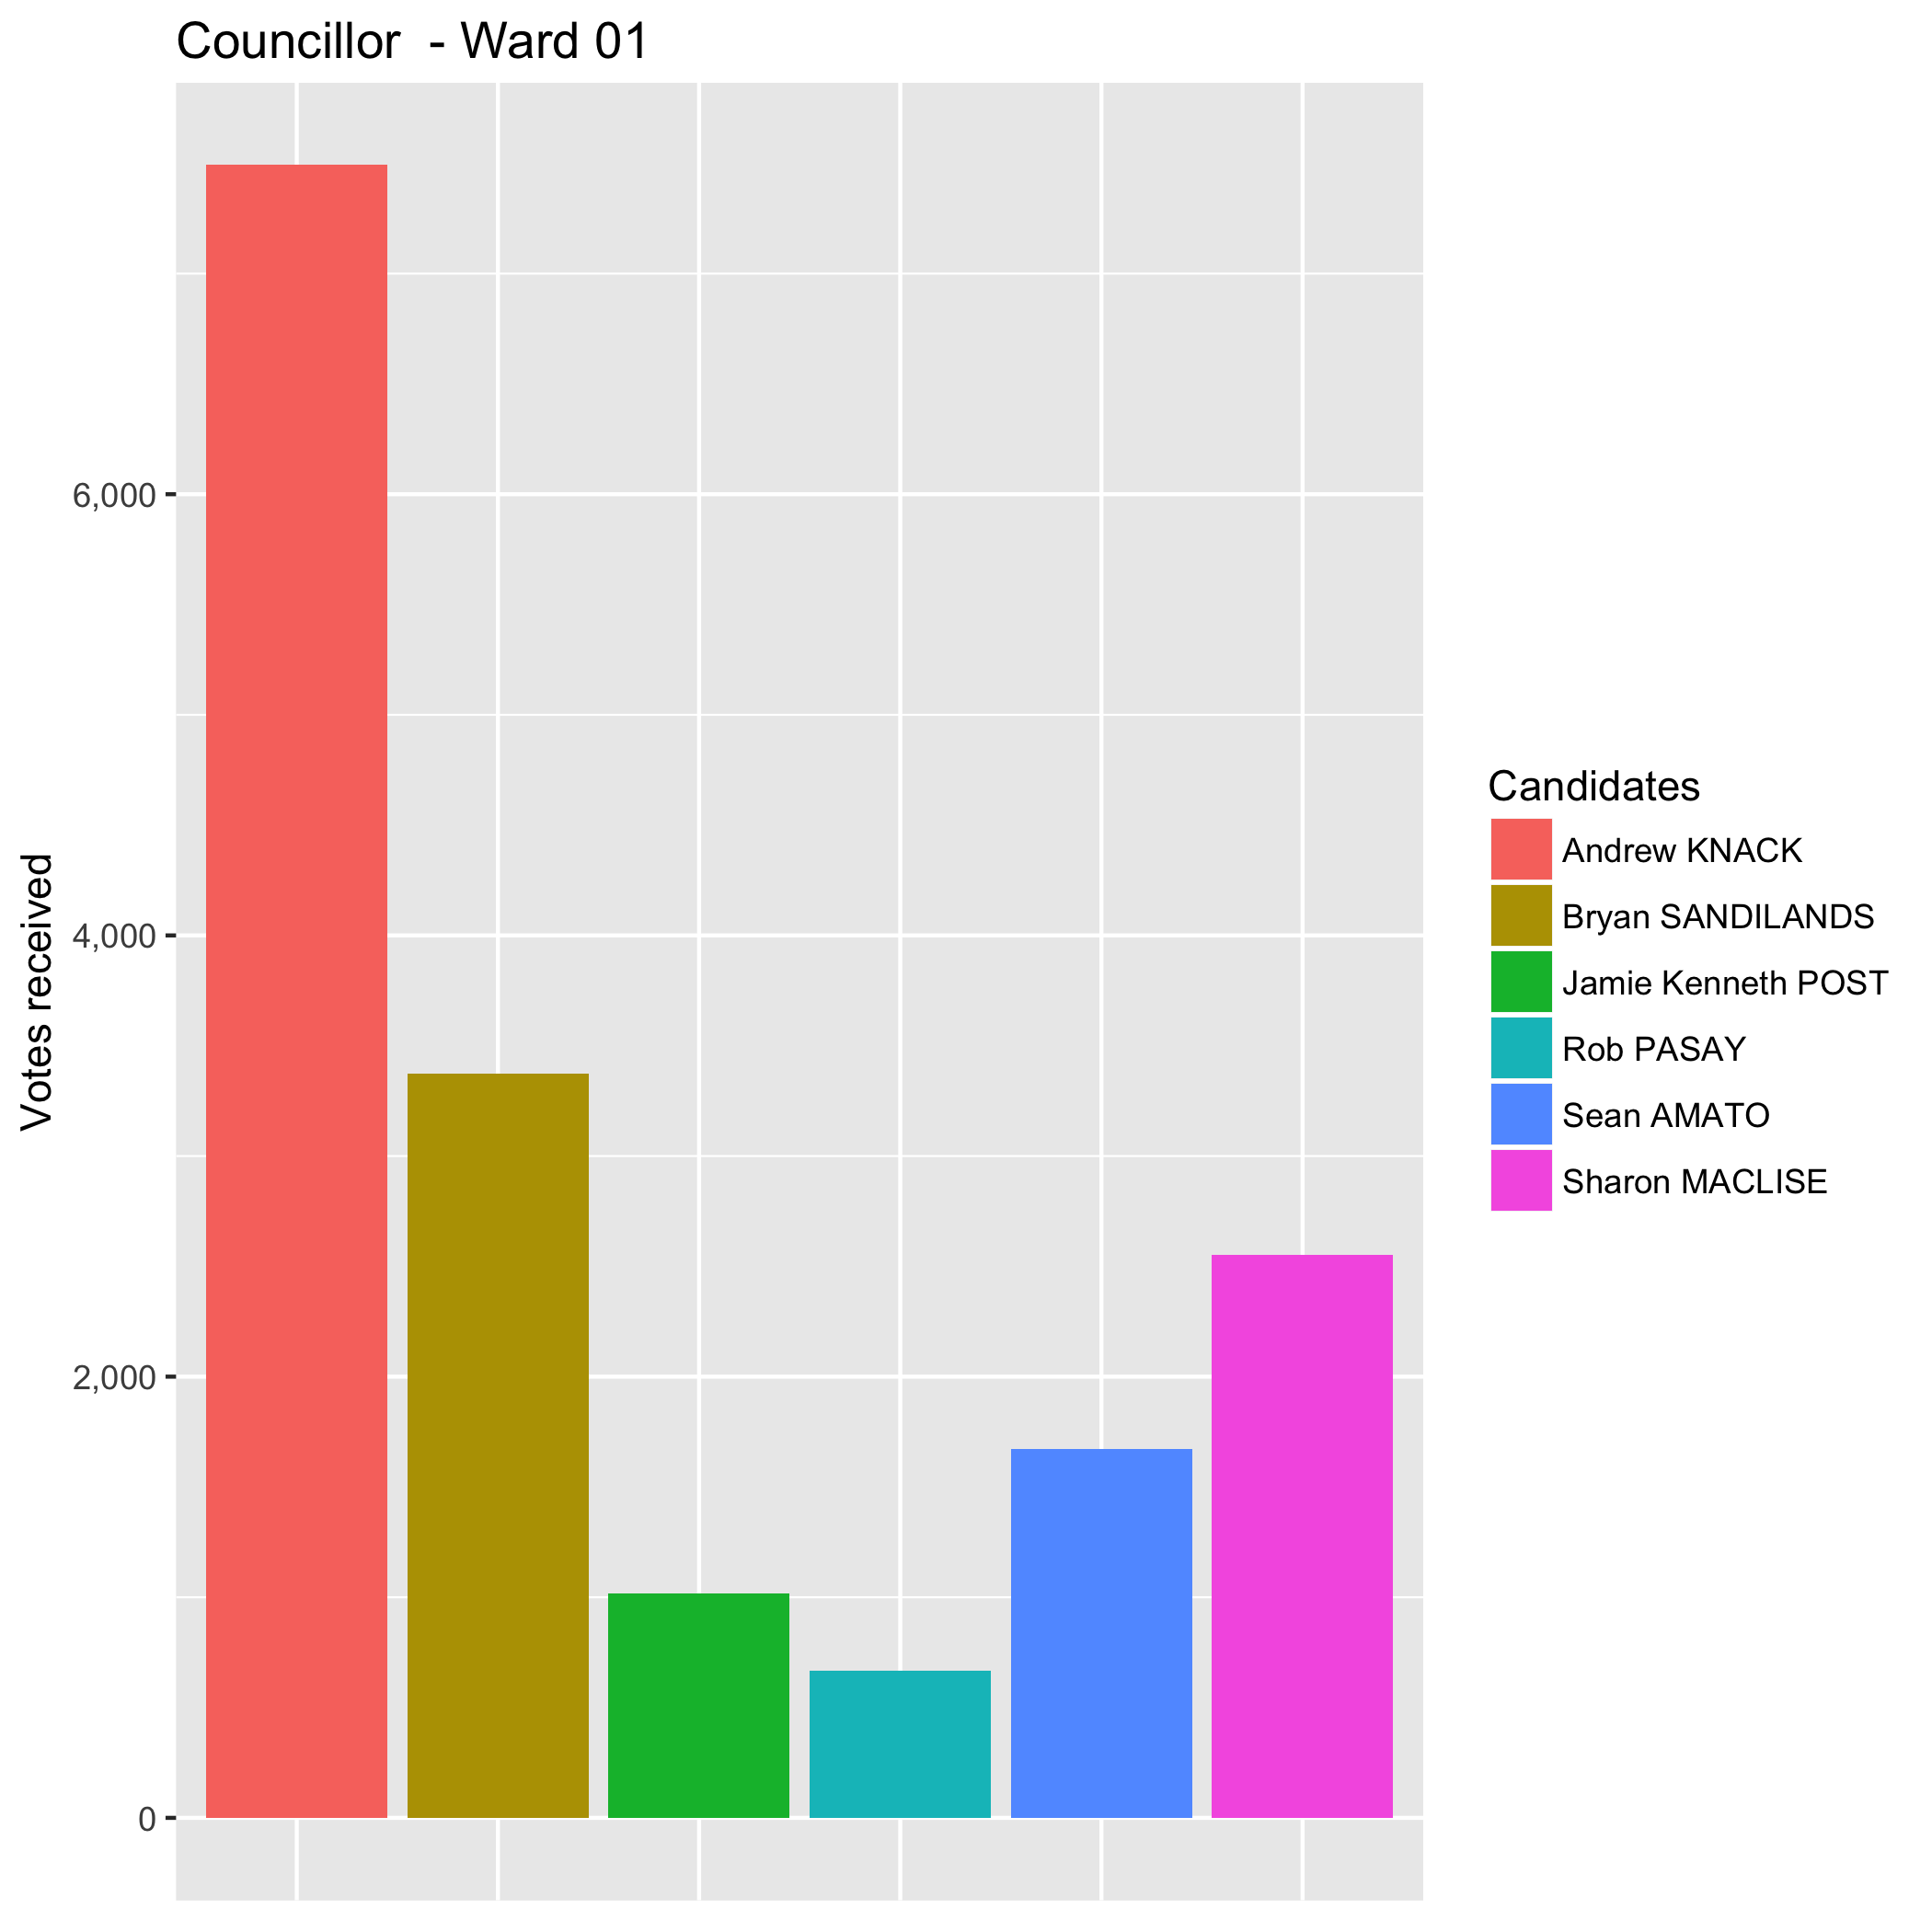 Councillor  - Ward 01
Votes received
6,000
4,000
2,000
0
Candidates
Andrew KNACK
Bryan SANDILANDS
Jamie Kenneth POST
Rob PASAY
Sean AMATO
Sharon MACLISE